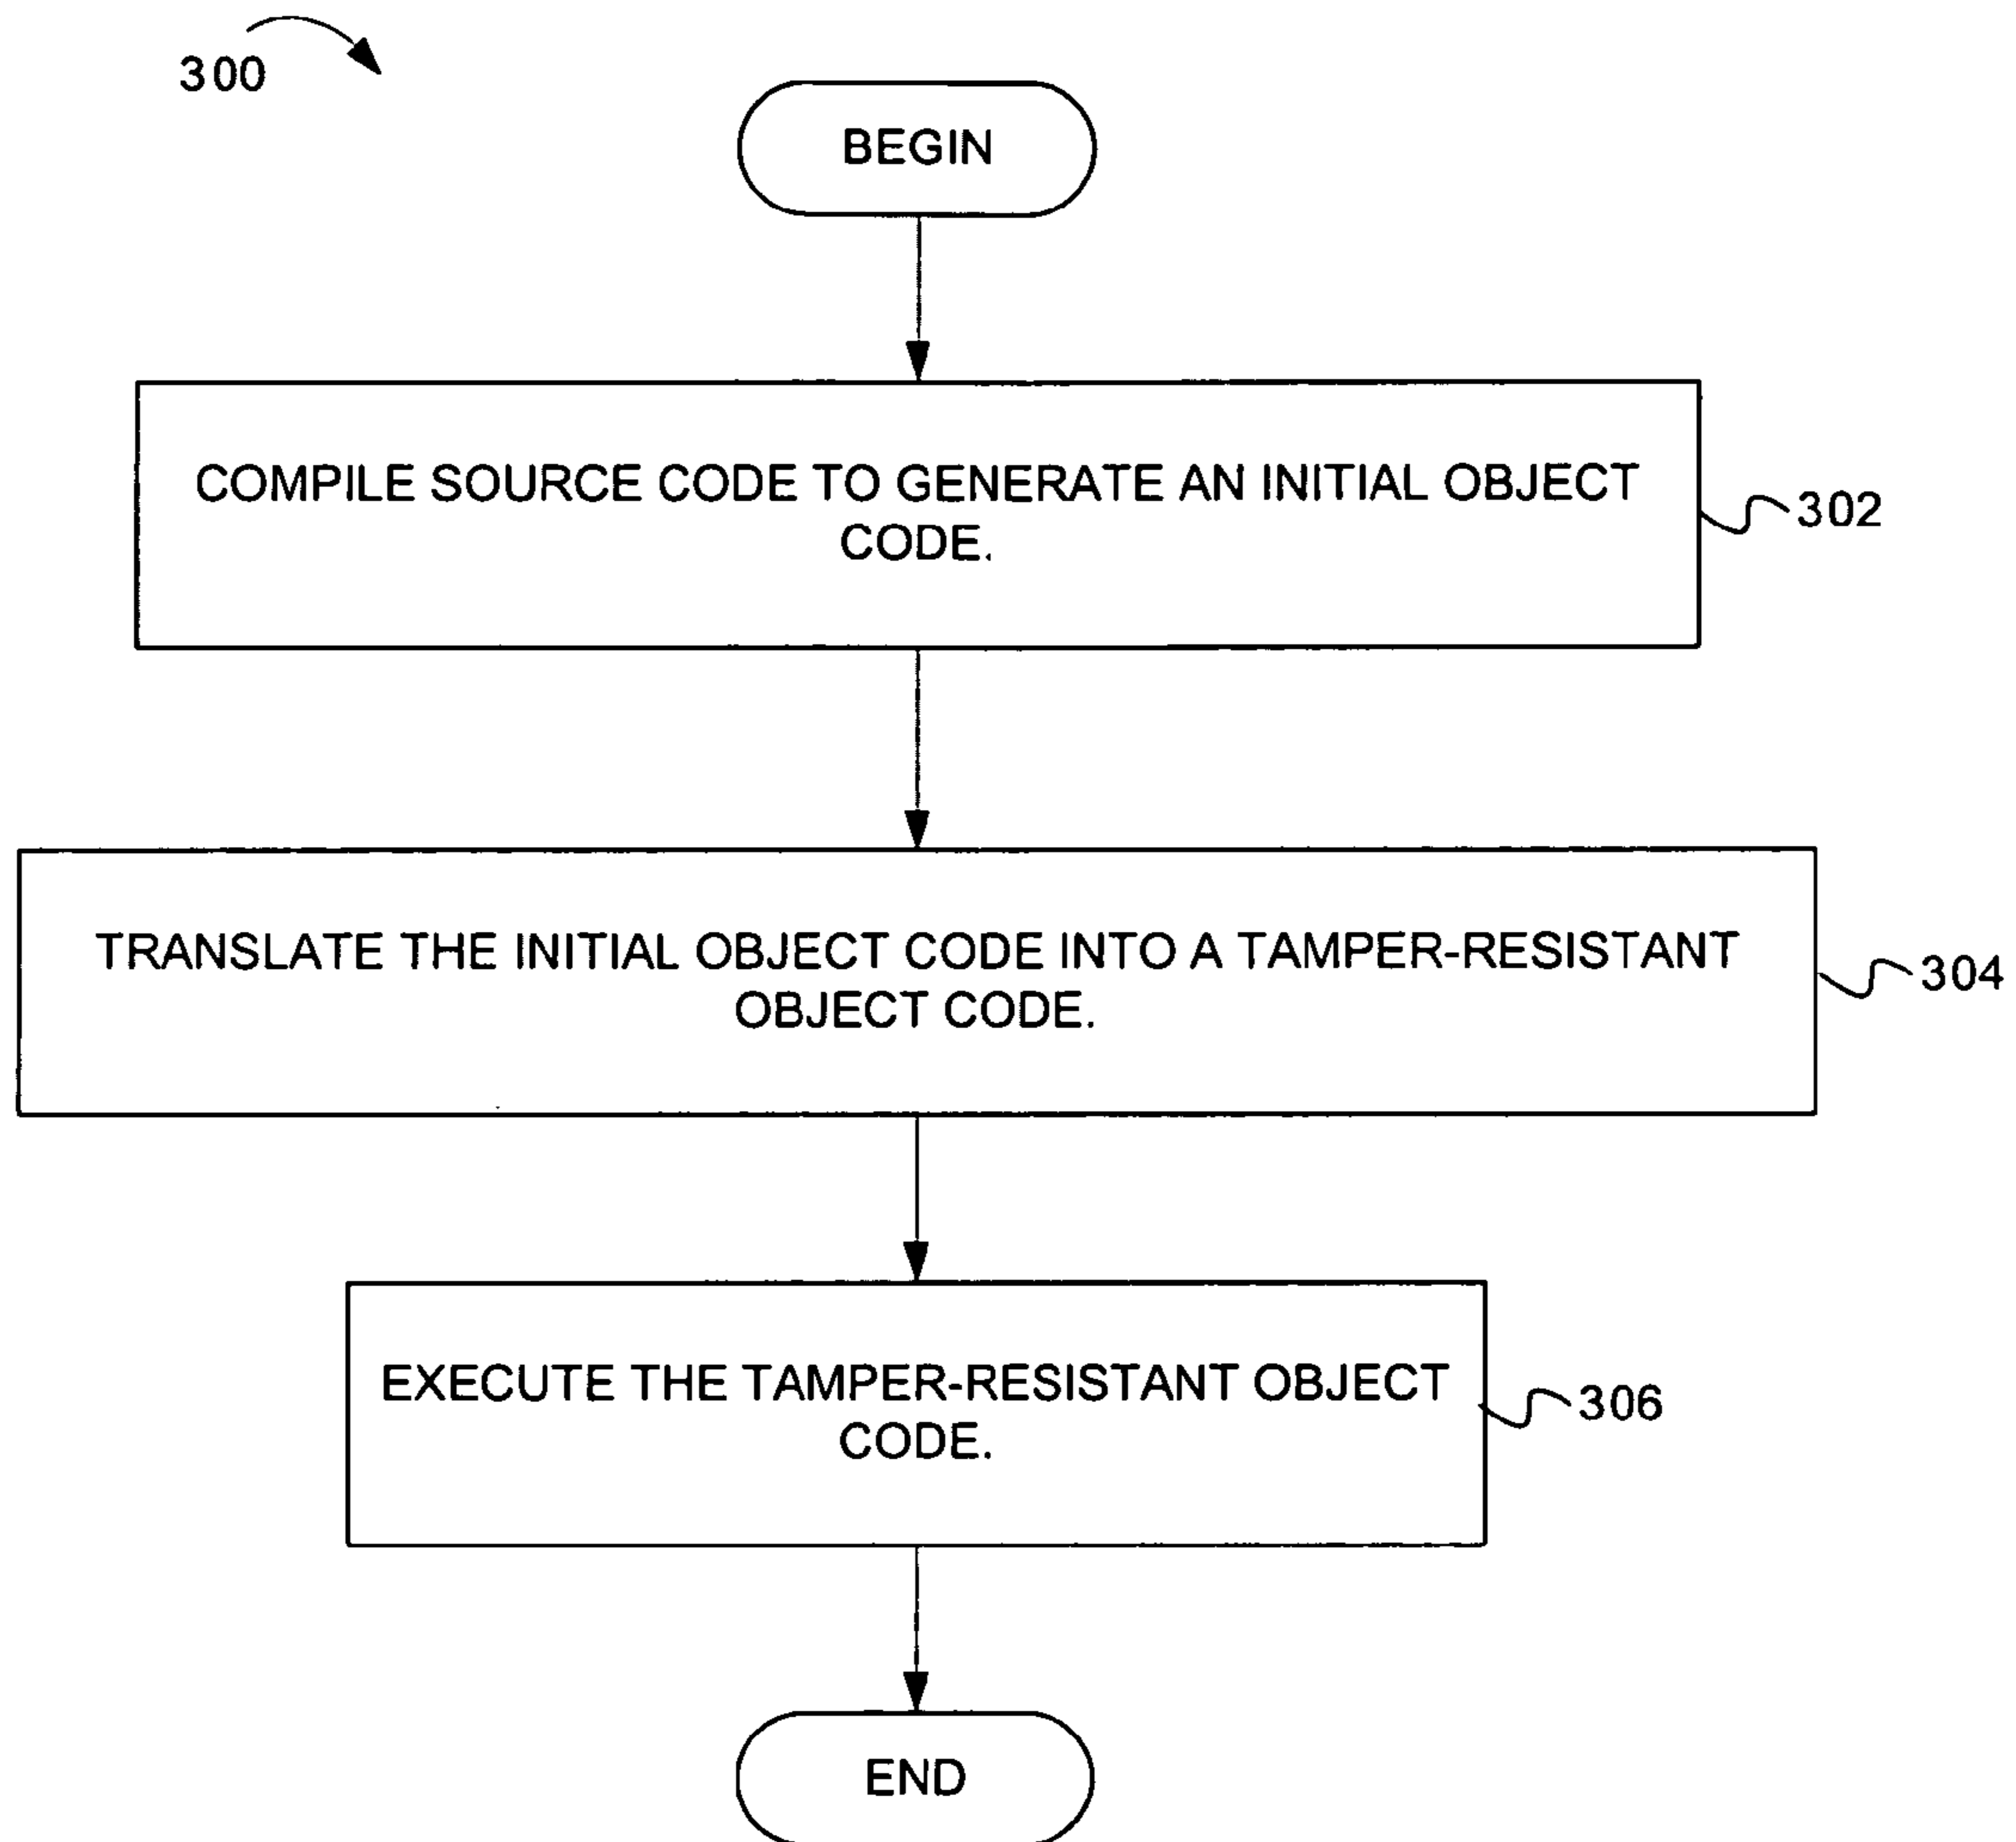 300
BEGIN
COMPILE SOURCE CODE TO GENERATE AN INITIAL OBJECT
CODE.
302
TRANSLATE THE INITIAL OBJECT CODE INTO A TAMPER-RESISTANT
OBJECT CODE.
304
EXECUTE THE TAMPER-RESISTANT OBJECT
CODE.
306
END